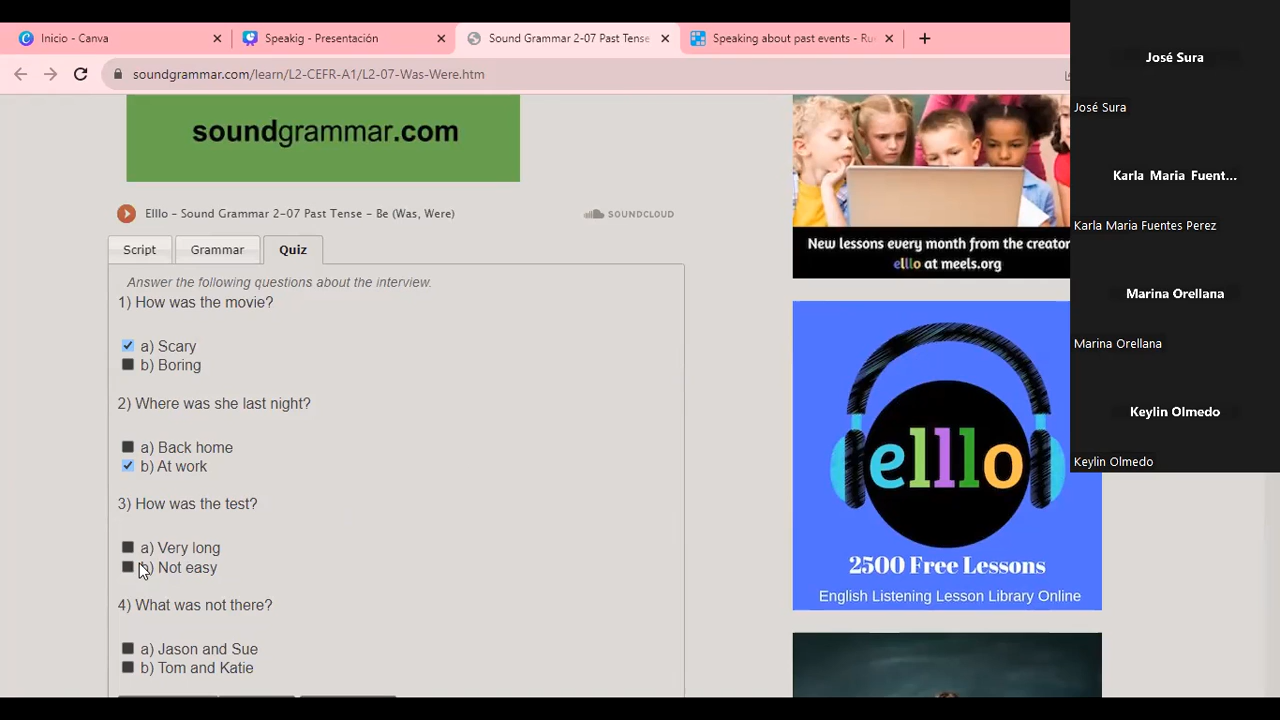 Inicio - Canva
Speakig - Presentación
Sound Grammar 2-07 Past Tense
Speaking about past events - Ru
soundgrammar.com/learn/L2-CEFR-A1/L2-07-Was-Were.htm
soundgrammar.com
Elllo - Sound Grammar 2-07 Past Tense - Be (Was, Were)
SOUNDCLOUD
Script
Grammar
Quiz
Answer the following questions about the interview.
1) How was the movie?
a) Scary
b) Boring
2) Where was she last night?
a) Back home
b) At work
3) How was the test?
a) Very long
b) Not easy
4) What was not there?
a) Jason and Sue
b) Tom and Katie
New lessons every month from the creator
elllo at meels.org
elllo
2500 Free Lessons
English Listening Lesson Library Online
José Sura
José Sura
Karla Maria Fuent...
Karla Maria Fuentes Perez
Marina Orellana
Marina Orellana
Keylin Olmedo
Keylin Olmedo